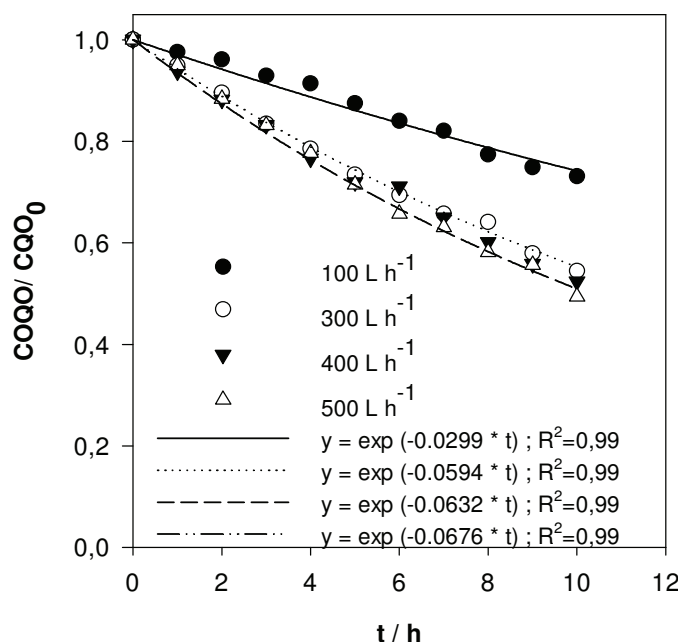 COQO/ CQO0
1,0
0,8
0,6
0,4
0,2
0,0
100 L h-1
300 L h-1
400 L h-1
500 L h-1
y = exp (-0.0299 * t) ; R2=0,99
y = exp (-0.0594 * t) ; R2=0,99
y = exp (-0.0632 * t) ; R2=0,99
y = exp (-0.0676 * t) ; R2=0,99
0 2 4 6 8 10 12
t / h